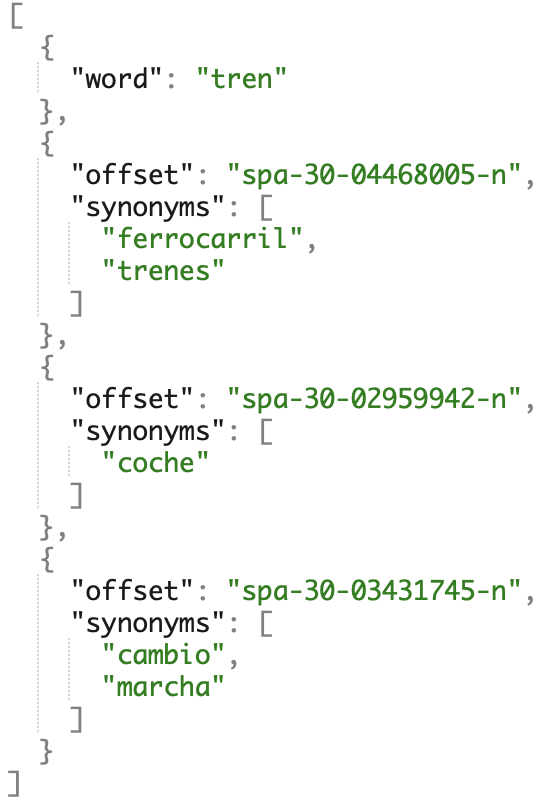 [
  {
    "word": "tren"
  },
  {
    "offset": "spa-30-04468005-n",
    "synonyms": [
      "ferrocarril",
      "trenes"
    ]
  },
  {
    "offset": "spa-30-02959942-n",
    "synonyms": [
      "coche"
    ]
  },
  {
    "offset": "spa-30-03431745-n",
    "synonyms": [
      "cambio",
      "marcha"
    ]
  }
]